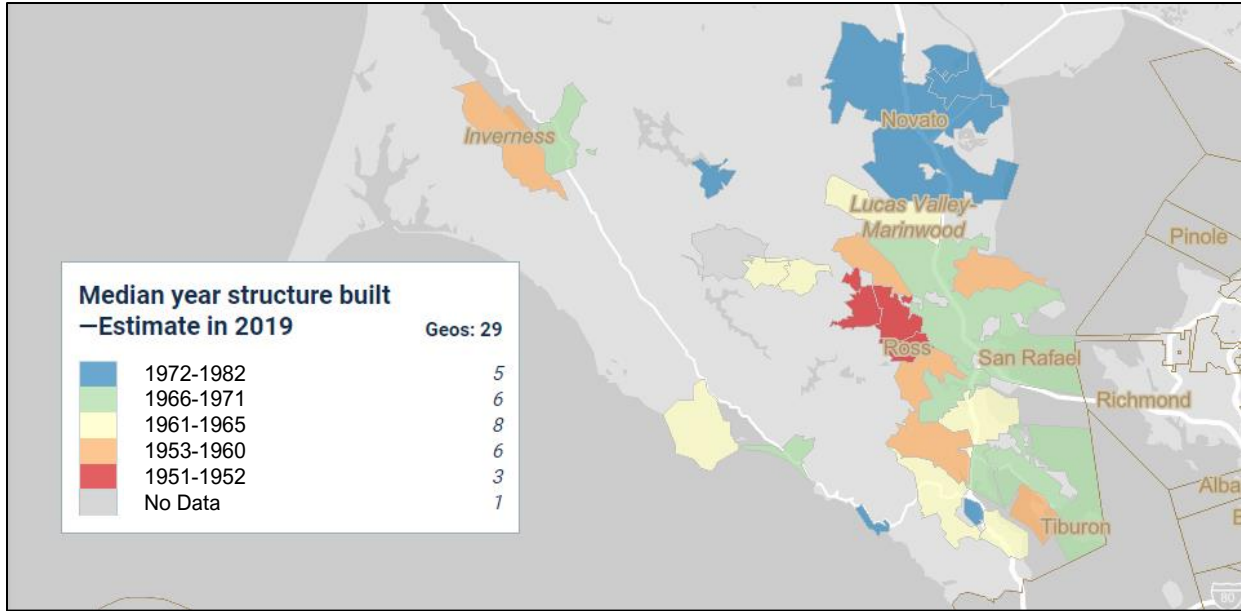 Novato
Inverness
Lucas Valley-
Marinwood
Pinole
Median year structure built
—Estimate in 2019 Geos: 29
1972-1982 5
1966-1971 6
1961-1965 8
1953-1960 6
1951-1952 3
No Data 1
Ross
San Rafael
Richmond
Alba
Tiburon
80